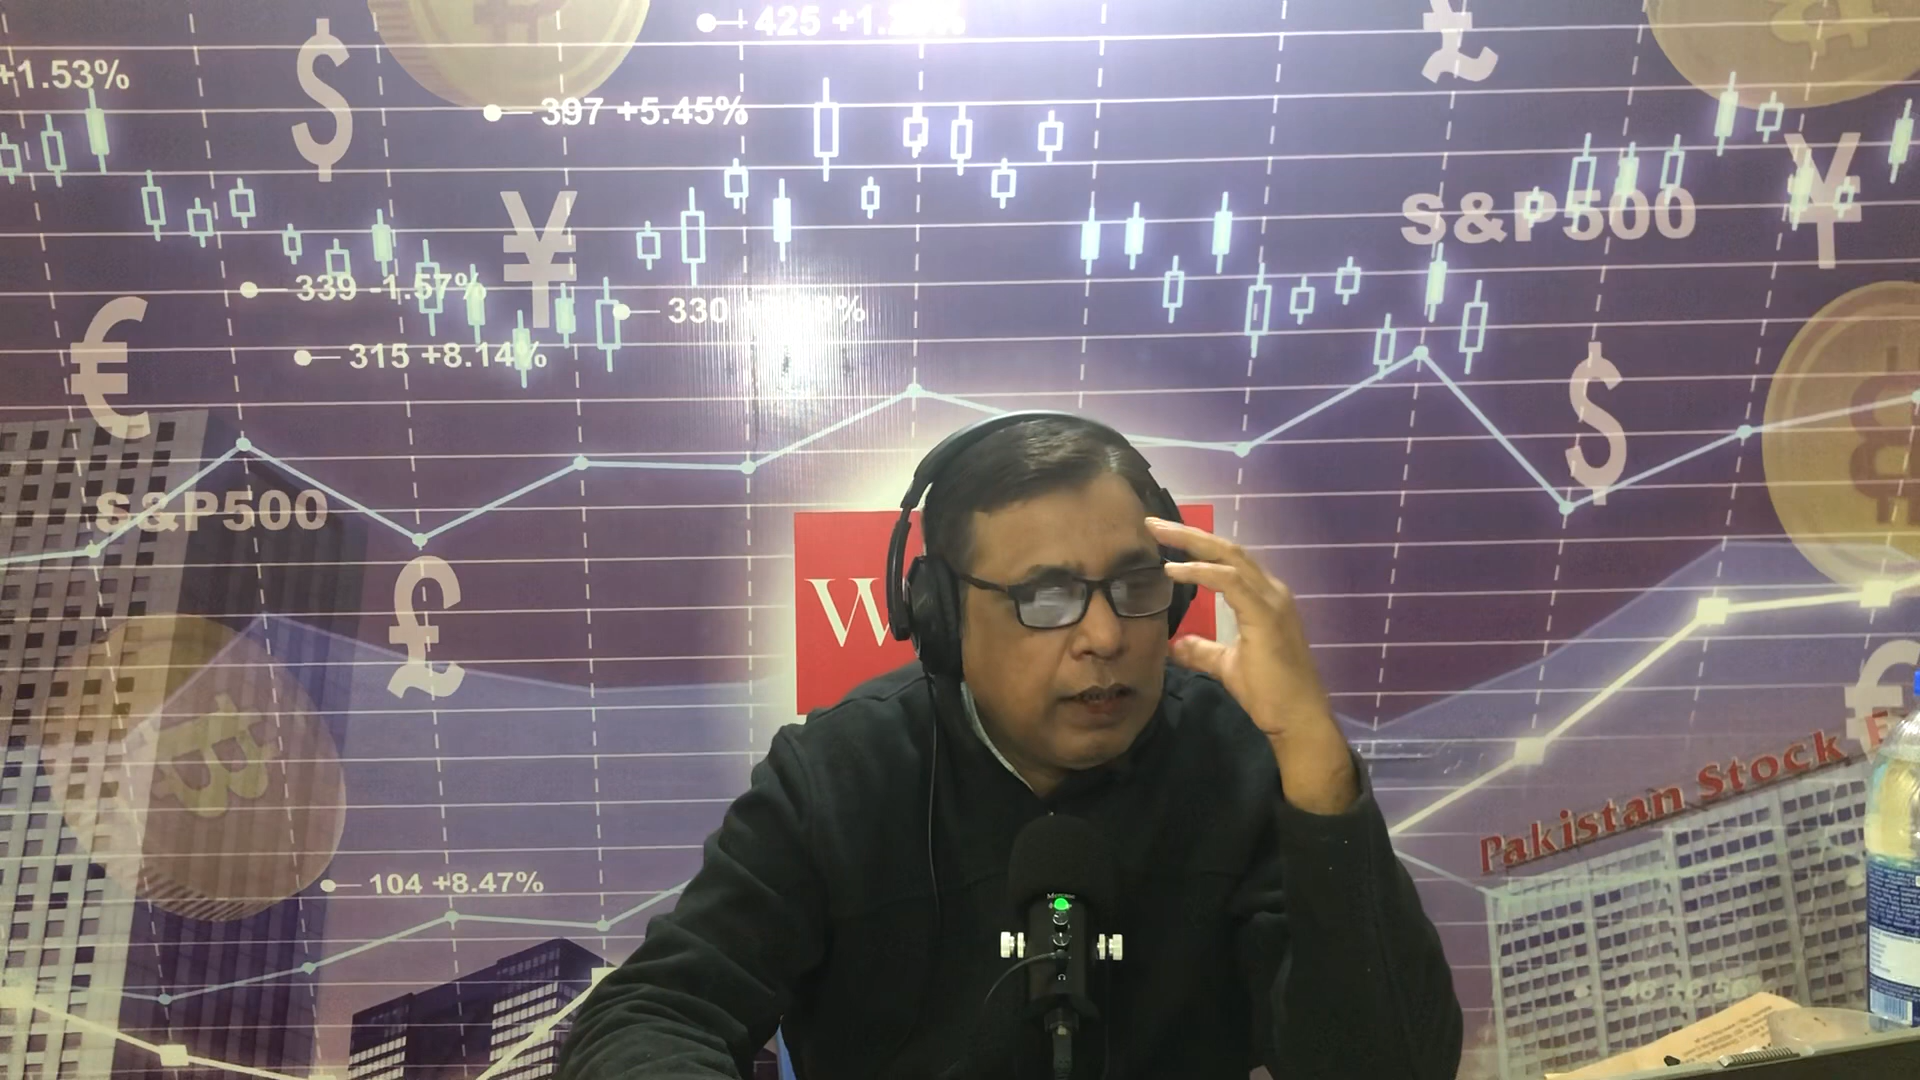 425
+1.53%
397 +5.45%
S&P500
339 -1.57%
330
315 +8.14%
S&P500
W
Pakistan Stock E
104 +8.47%